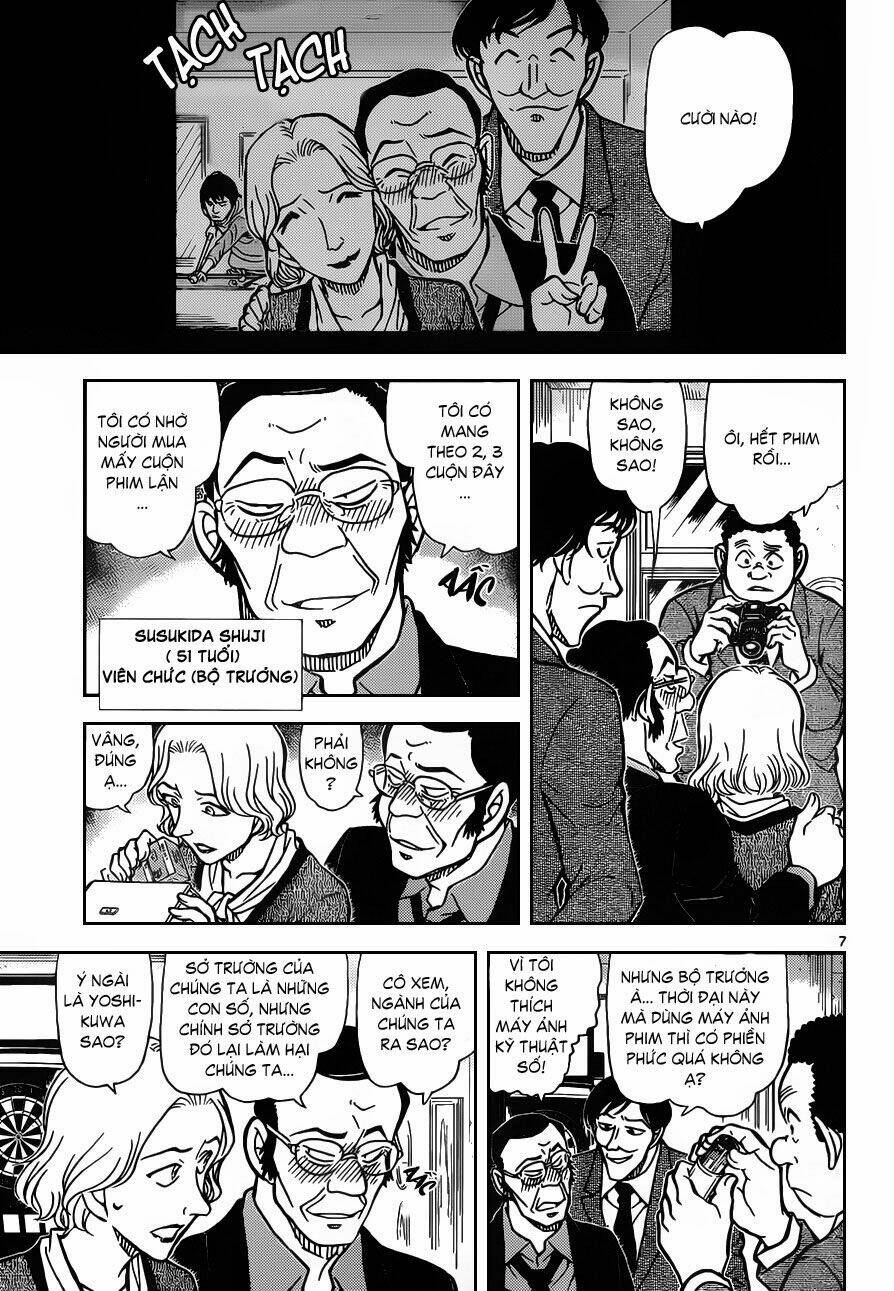 CƯỜI NÀO!
TẠCH
TẠCH
ÔI, HẾT PHIM
RỒI...
KHÔNG
SAO,
KHÔNG
SAO!
TÔI CÓ
MANG
THEO 2, 3
CUỘN ĐÂY
...
TÔI CÓ NHỜ
NGƯỜI MUA
MẤY CUỘN
PHIM LẬN
...
ẤC
SUSUKIDA SHUJI
( 51 TUỔI)
VIÊN CHỨC (BỘ TRƯỞNG)
PHẢI
KHÔNG?
VÂNG,
ĐÚNG
Ạ...
7
NHƯNG BỘ TRƯỞNG
À... THỜI ĐẠI NÀY
MÀ DÙNG MÁY ẢNH
PHIM THÌ CÓ PHIỀN
PHỨC QUÁ KHÔNG
Ạ?
VÌ TÔI
KHÔNG
THÍCH
MÁY ẢNH
KỸ THUẬT
SỐ!
CÔ XEM,
NGÀNH CỦA
CHÚNG TA
RA SAO?
SỞ TRƯỜNG CỦA
CHÚNG TA LÀ NHỮNG
CON SỐ, NHƯNG
CHÍNH SỞ TRƯỜNG
ĐÓ LẠI LÀM HẠI
CHÚNG TA...
ẤC
Ý NGÀI
LÀ YOSHI-
KUWA
SAO?